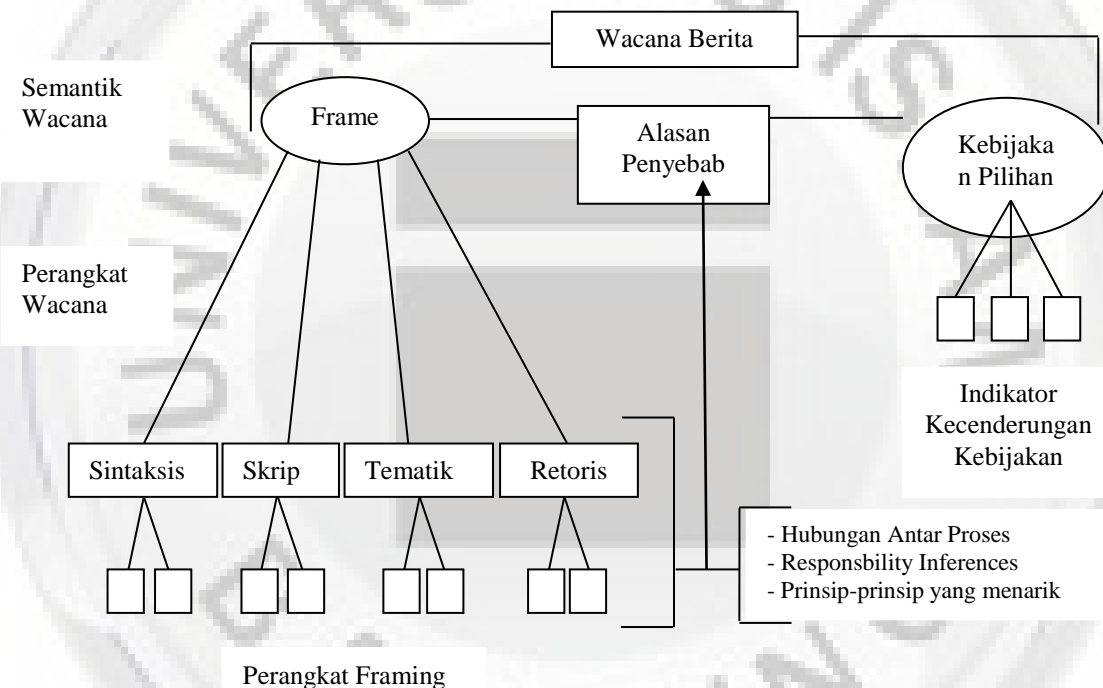 Wacana Berita
Semantik
Wacana
Frame
Alasan
Penyebab
Kebijaka
n Pilihan
Perangkat
Wacana
Indikator
Kecenderungan
Kebijakan
Sintaksis
Skrip
Tematik
Retoris
- Hubungan Antar Proses
- Responsbility Inferences
- Prinsip-prinsip yang menarik
Perangkat Framing